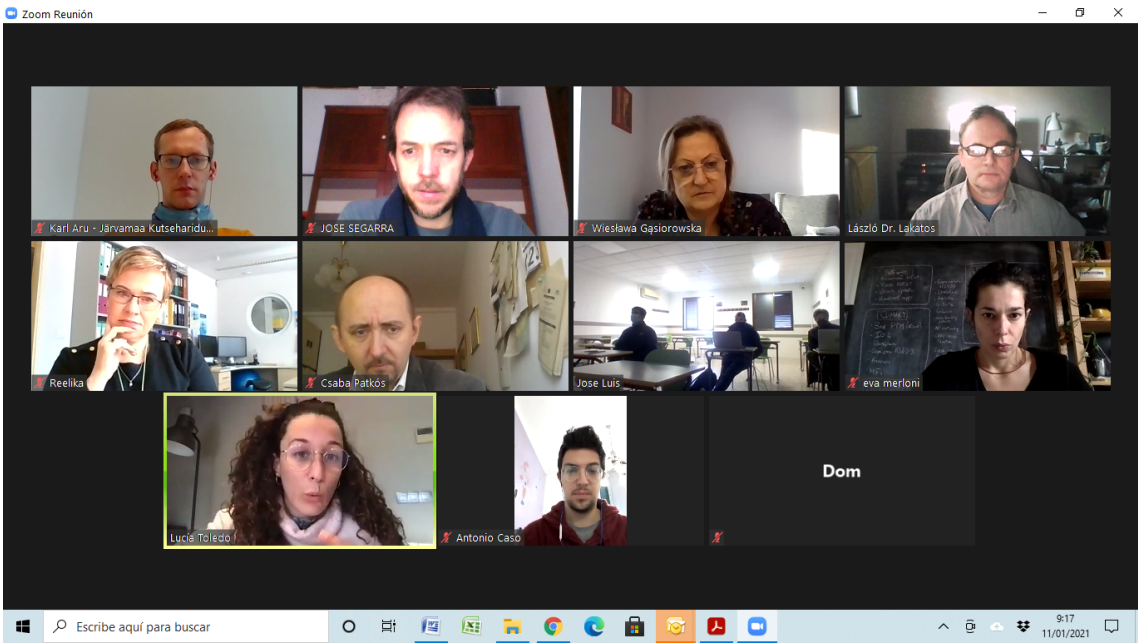 Zoom Reunión
Karl Aru - Järvamaa Kutseharidu...
JOSE SEGARRA
Wiesława Gąsiorowska
László Dr. Lakatos
Reelika
Csaba Patkós
Jose Luis
eva merloni
Lucía Toledo
Antonio Caso
Dom
Escribe aquí para buscar
9:17
11/01/2021